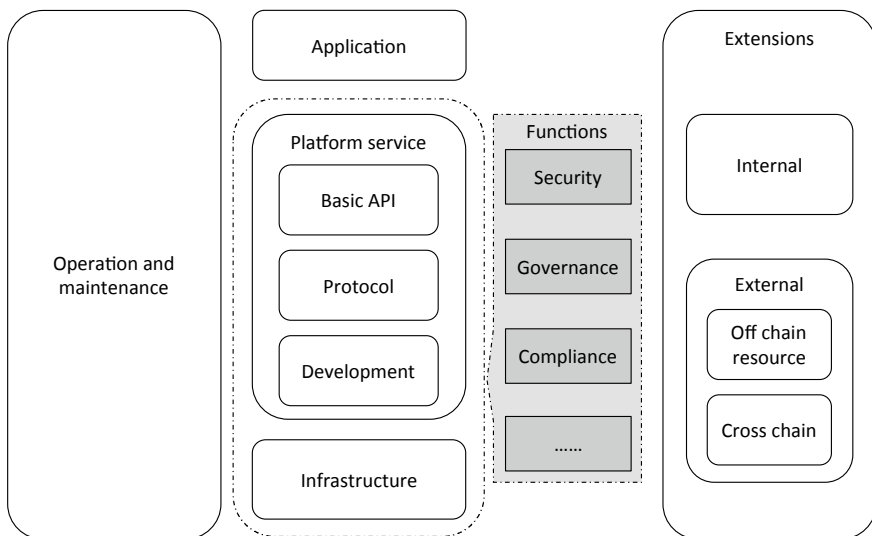 Operation and
maintenance
Application
Platform service
Basic API
Protocol
Development
Infrastructure
Functions
Security
Governance
Compliance
......
Extensions
Internal
External
Off chain
resource
Cross chain